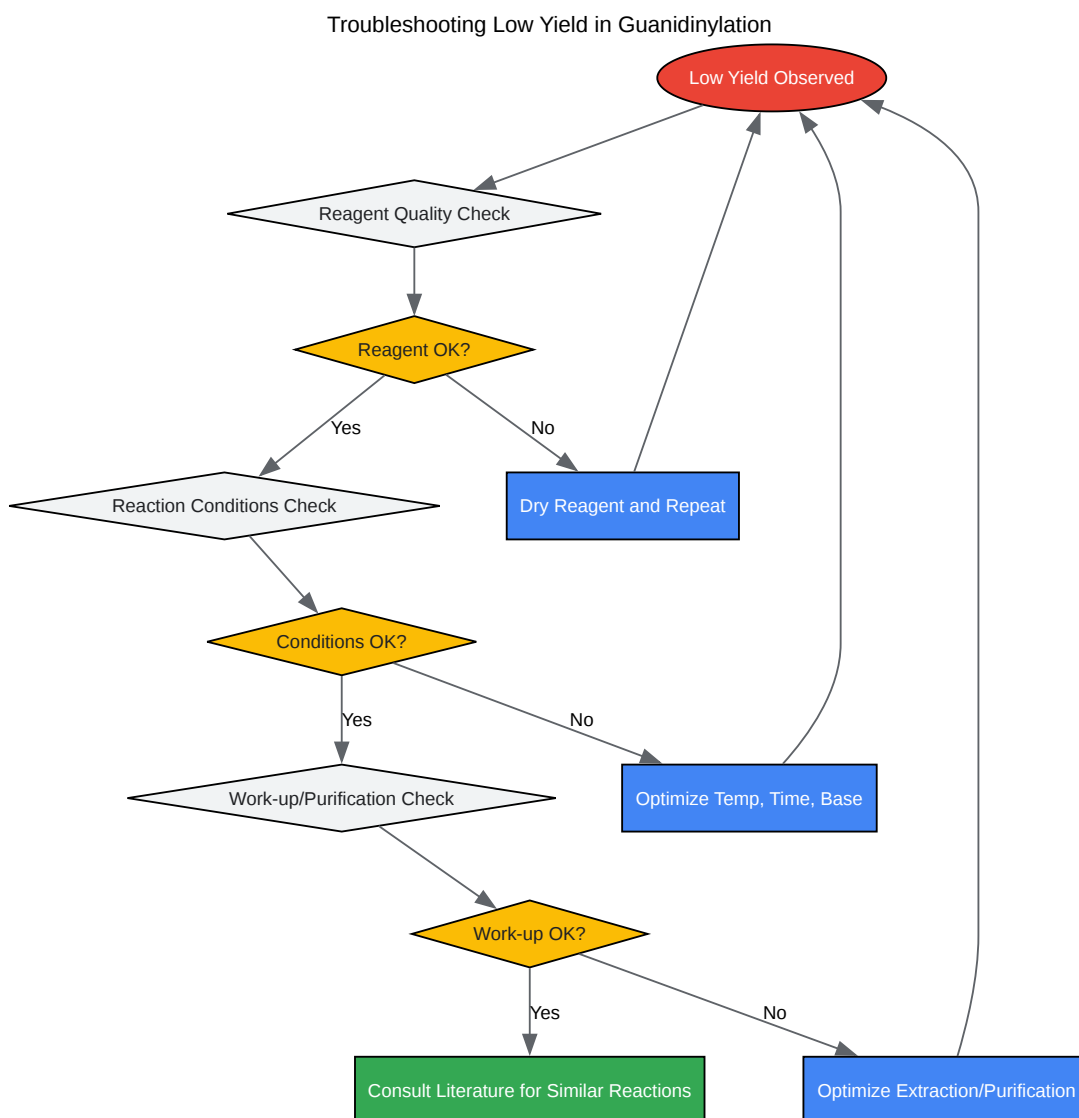 Troubleshooting Low Yield in Guanidinylation
Low Yield Observed
Reagent Quality Check
Reagent OK?
Yes
No
Reaction Conditions Check
Dry Reagent and Repeat
Conditions OK?
Yes
No
Work-up/Purification Check
Optimize Temp, Time, Base
Work-up OK?
Yes
No
Consult Literature for Similar Reactions
Optimize Extraction/Purification